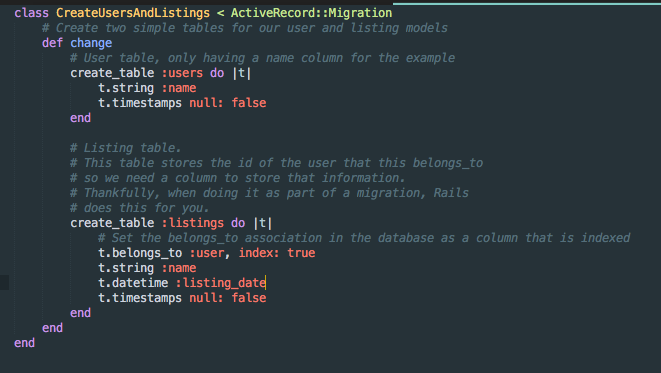 class CreateUsersAndListings < ActiveRecord::Migration
    # Create two simple tables for our user and listing models
    def change
        # User table, only having a name column for the example
        create_table :users do |t|
            t.string :name
            t.timestamps null: false
        end

        # Listing table.
        # This table stores the id of the user that this belongs_to
        # so we need a column to store that information.
        # Thankfully, when doing it as part of a migration, Rails
        # does this for you.
        create_table :listings do |t|
            # Set the belongs_to association in the database as a column that is indexed
            t.belongs_to :user, index: true
            t.string :name
            t.datetime :listing_date
            t.timestamps null: false
        end
    end
end